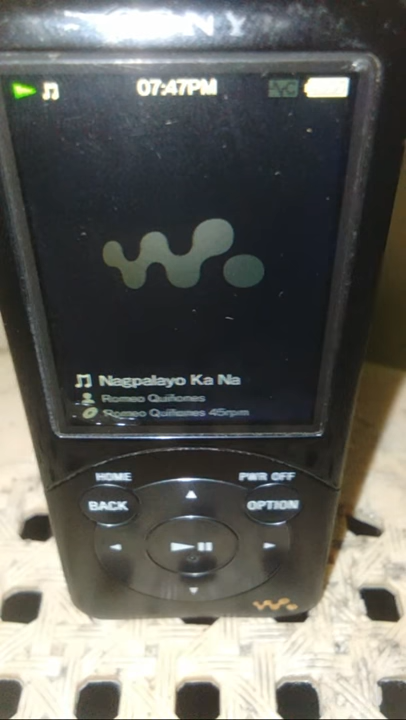 SONY
07:47PM
Nagpalayo Ka Na
Romeo Quiñones
Romeo Quiñones 45rpm
HOME
PWR OFF
BACK
OPTION